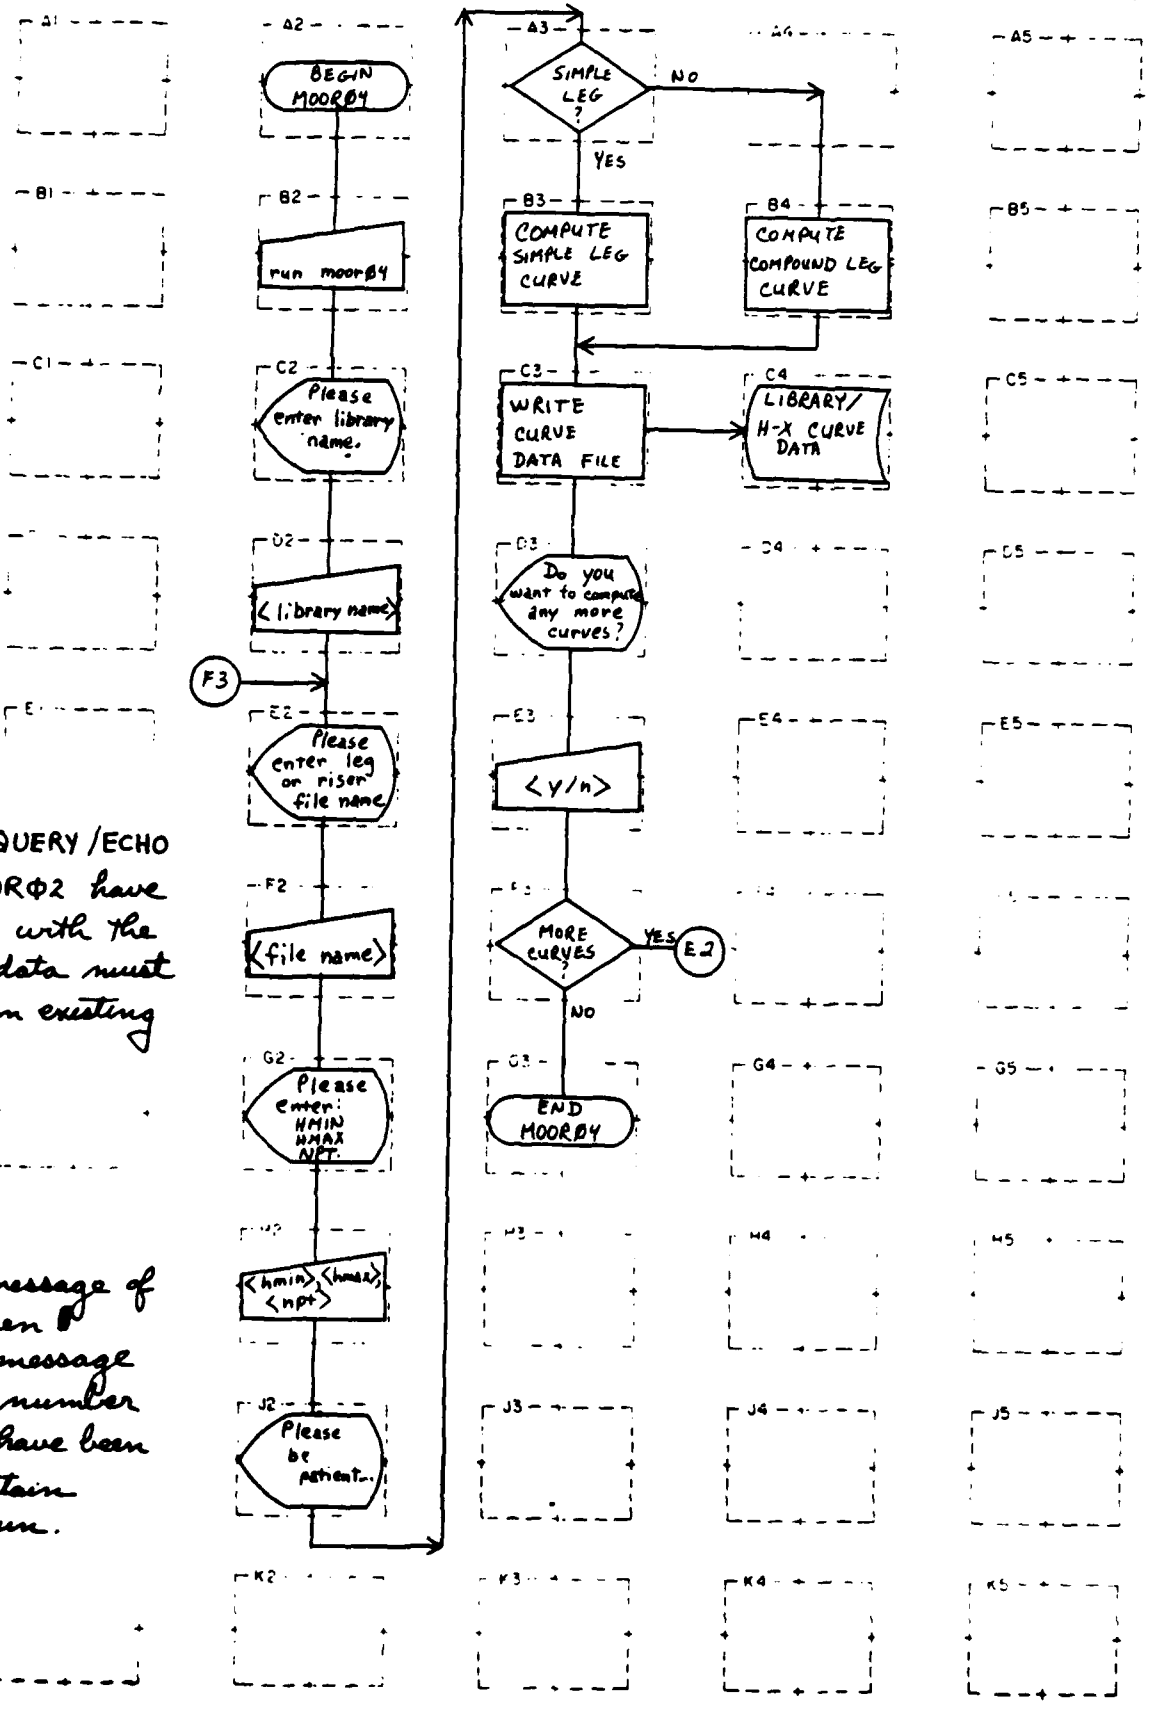 A1
A2
BEGIN
MOORØ4
B1
B2
run moorØ4
C1
C2
Please
enter library
name.
D2
<library name>
F3
E2
Please
enter leg
or riser
file name
QUERY/ECHO
ORΦ2 have
with the
data must
existing
F2
<file name>
G2
Please
enter:
HMIN
HMAX
NPT.
H2
<hmin>,<hmax>,
<npt>
message of
message
number
have been
J2
Please
be
patient...
K2
A3
SIMPLE
LEG
?
NO
YES
B3
COMPUTE
SIMPLE LEG
CURVE
C3
WRITE
CURVE
DATA FILE
D3
Do you
want to compute
any more
curves?
E3
<y/n>
F3
MORE
CURVES
?
YES
E2
NO
G3
END
MOORØ4
H3
J3
K3
A4
B4
COMPUTE
COMPOUND LEG
CURVE
C4
LIBRARY/
H-X CURVE
DATA
D4
E4
G4
H4
J4
K4
A5
B5
C5
D5
E5
G5
H5
J5
K5